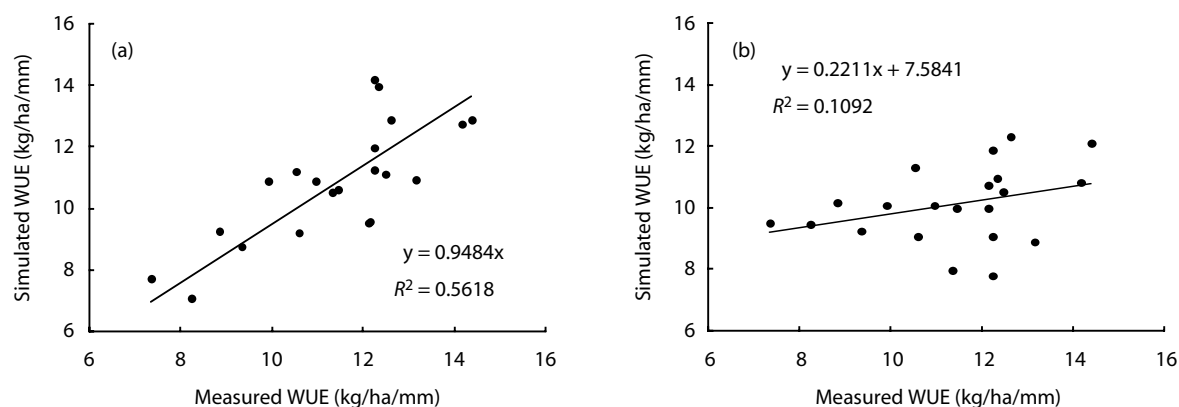 (a)
Simulated WUE (kg/ha/mm)
16
14
12
10
8
6
y = 0.9484x
R² = 0.5618
6 8 10 12 14 16
Measured WUE (kg/ha/mm)
(b)
Simulated WUE (kg/ha/mm)
16
14
12
10
8
6
y = 0.2211x + 7.5841
R² = 0.1092
6 8 10 12 14 16
Measured WUE (kg/ha/mm)